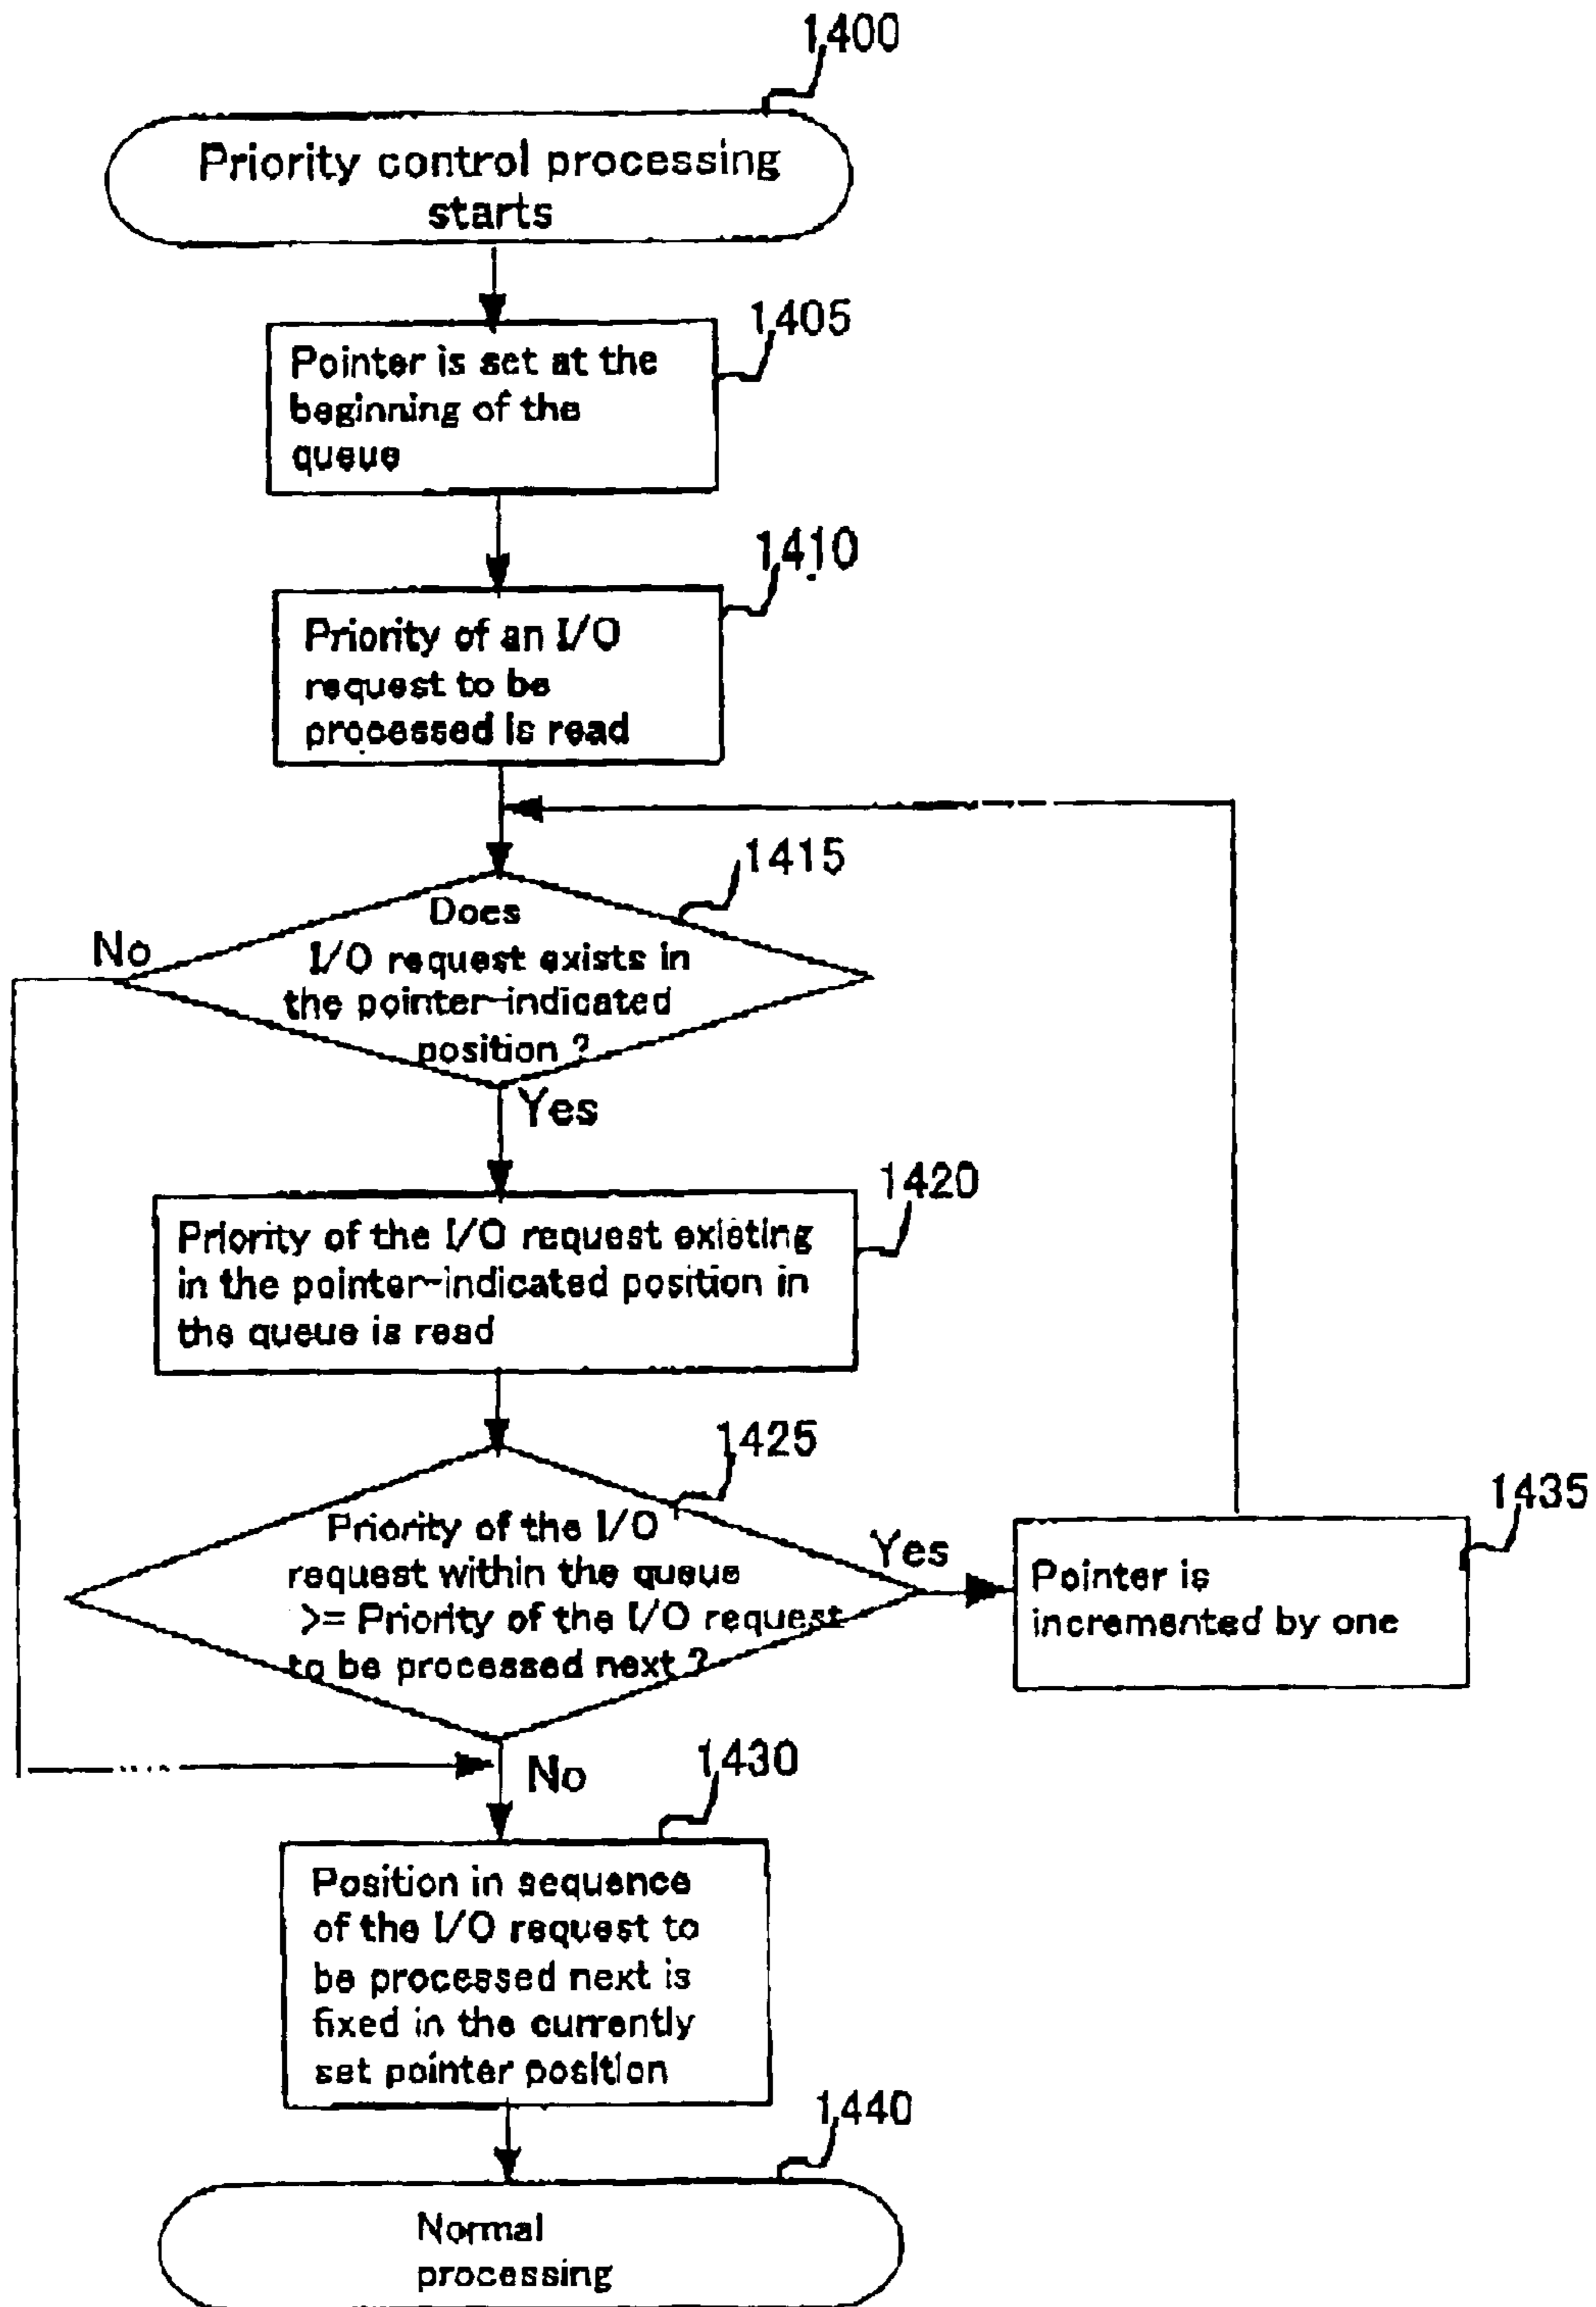 1400
Priority control processing
starts
1405
Pointer is set at the
beginning of the
queue
1410
Priority of an I/O
request to be
processed is read
1415
Does
I/O request exists in
the pointer-indicated
position ?
No
Yes
1420
Priority of the I/O request existing
in the pointer-indicated position in
the queue is read
1425
Priority of the I/O
request within the queue
>= Priority of the I/O request
to be processed next ?
Yes
1435
Pointer is
incremented by one
No
1430
Position in sequence
of the I/O request to
be processed next is
fixed in the currently
set pointer position
1440
Normal
processing